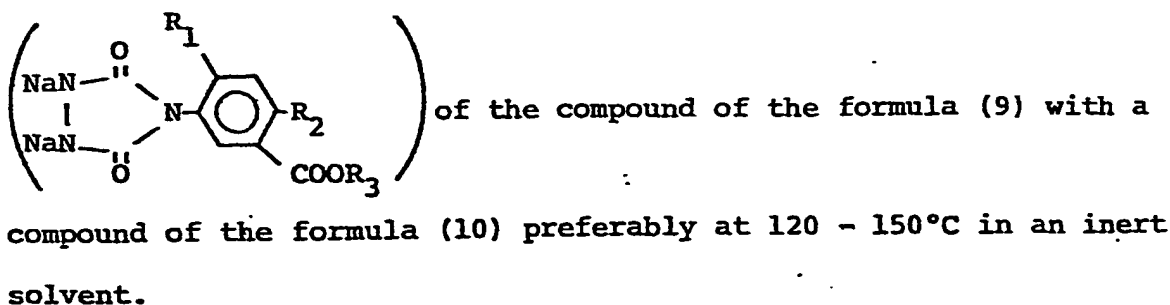 R1
O
NaN
N
R2
NaN
O
COOR3
of the compound of the formula (9) with a
compound of the formula (10) preferably at 120 - 150°C in an inert
solvent.